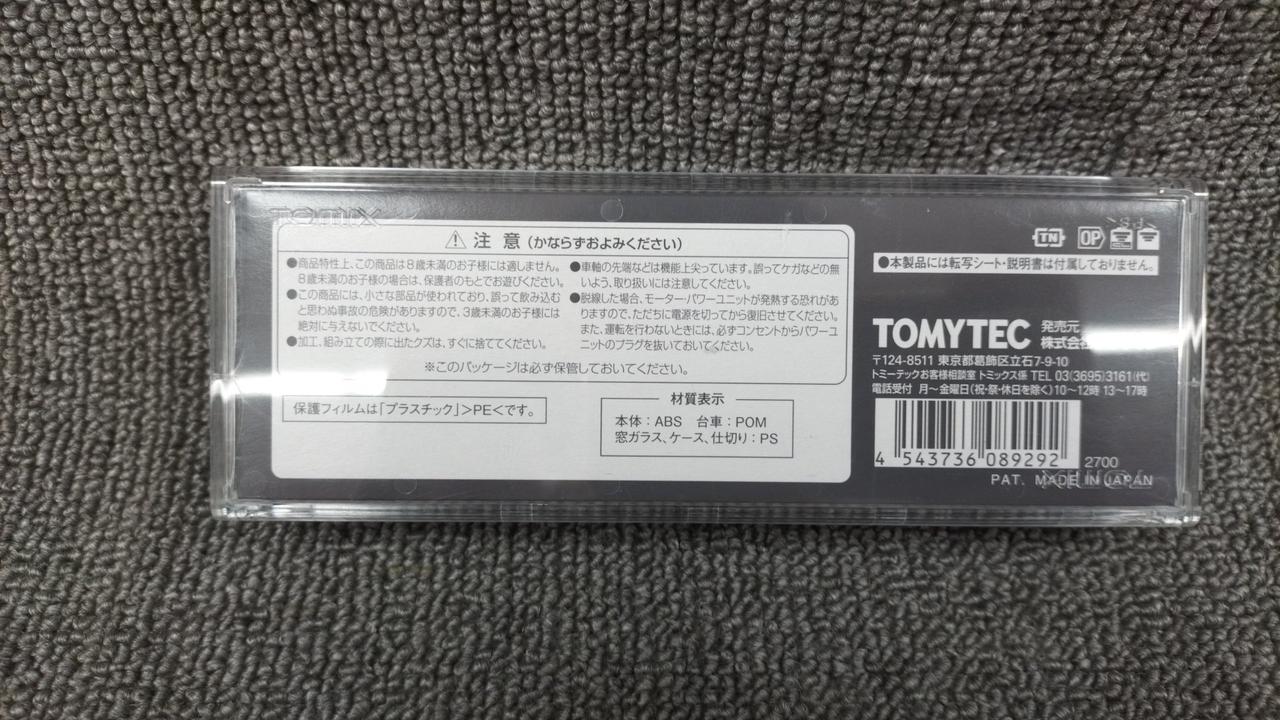 TOMIX
⚠ 注 意 (かならずおよみください)
●商品特性上、この商品は8歳未満のお子様には適しません。
8歳未満のお子様の場合は、保護者のもとでお遊びください。
●この商品には、小さな部品が使われており、誤って飲み込む
と思わぬ事故の危険がありますので、3歳未満のお子様には
絶対に与えないでください。
●加工、組み立ての際に出たクズは、すぐに捨ててください。
●車軸の先端などは機能上尖っています。誤ってケガなどの無
いよう、取り扱いには注意してください。
●脱線した場合、モーター・パワーユニットが発熱する恐れがあ
りますので、ただちに電源を切ってから復旧させてください。
また、運転を行わないときには、必ずコンセントからパワーユ
ニットのプラグを抜いておいてください。
※このパッケージは必ず保管しておいてください。
保護フィルムは「プラスチック」>PE<です。
材質表示
本体:ABS 台車:POM
窓ガラス、ケース、仕切り:PS
TN OP
●本製品には転写シート・説明書は付属しておりません。
TOMYTEC 発売元
株式会社
〒124-8511 東京都葛飾区立石7-9-10
トミーテックお客様相談室 トミックス係 TEL 03(3695)3161(代)
電話受付 月〜金曜日(祝・祭・休日を除く)10〜12時 13〜17時
4 543736 089292
2700
PAT. MADE IN JAPAN
TOMIX